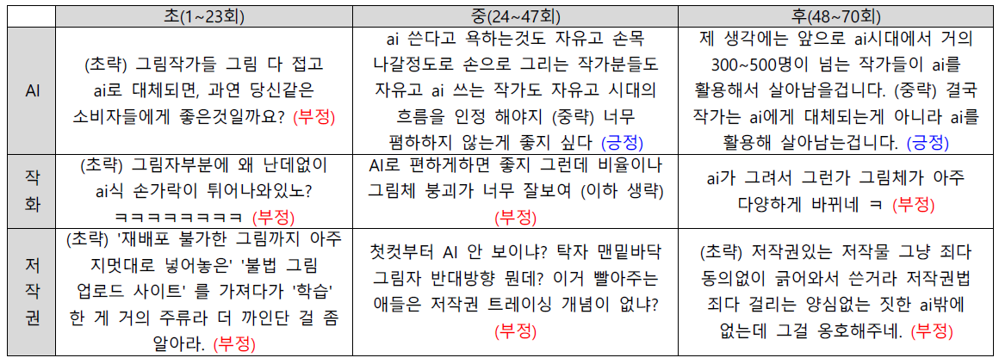 초(1~23회)
중(24~47회)
후(48~70회)
AI
(초략) 그림작가들 그림 다 접고
ai로 대체되면, 과연 당신같은
소비자들에게 좋은것일까요? (부정)
ai 쓴다고 욕하는것도 자유고 손목
나갈정도로 손으로 그리는 작가분들도
자유고 ai 쓰는 작가도 자유고 시대의
흐름을 인정 해야지 (중략) 너무
폄하하지 않는게 좋지 싶다 (긍정)
제 생각에는 앞으로 ai시대에서 거의
300~500명이 넘는 작가들이 ai를
활용해서 살아남을겁니다. (중략) 결국
작가는 ai에게 대체되는게 아니라 ai를
활용해 살아남는겁니다. (긍정)
작
화
(초략) 그림자부분에 왜 난데없이
ai식 손가락이 튀어나와있노?
ㅋㅋㅋㅋㅋㅋㅋㅋ (부정)
AI로 편하게하면 좋지 그런데 비율이나
그림체 붕괴가 너무 잘보여 (이하 생략)
(부정)
ai가 그려서 그런가 그림체가 아주
다양하게 바뀌네 ㅋ (부정)
저
작
권
(초략) '재배포 불가한 그림까지 아주
지멋대로 넣어놓은' '불법 그림
업로드 사이트' 를 가져다가 '학습'
한 게 거의 주류라 더 까인단 걸 좀
알아라. (부정)
첫컷부터 AI 안 보이냐? 탁자 맨밑바닥
그림자 반대방향 뭔데? 이거 빨아주는
애들은 저작권 트레이싱 개념이 없냐?
(부정)
(초략) 저작권있는 저작물 그냥 죄다
동의없이 긁어와서 쓴거라 저작권법
죄다 걸리는 양심없는 짓한 ai밖에
없는데 그걸 옹호해주네. (부정)